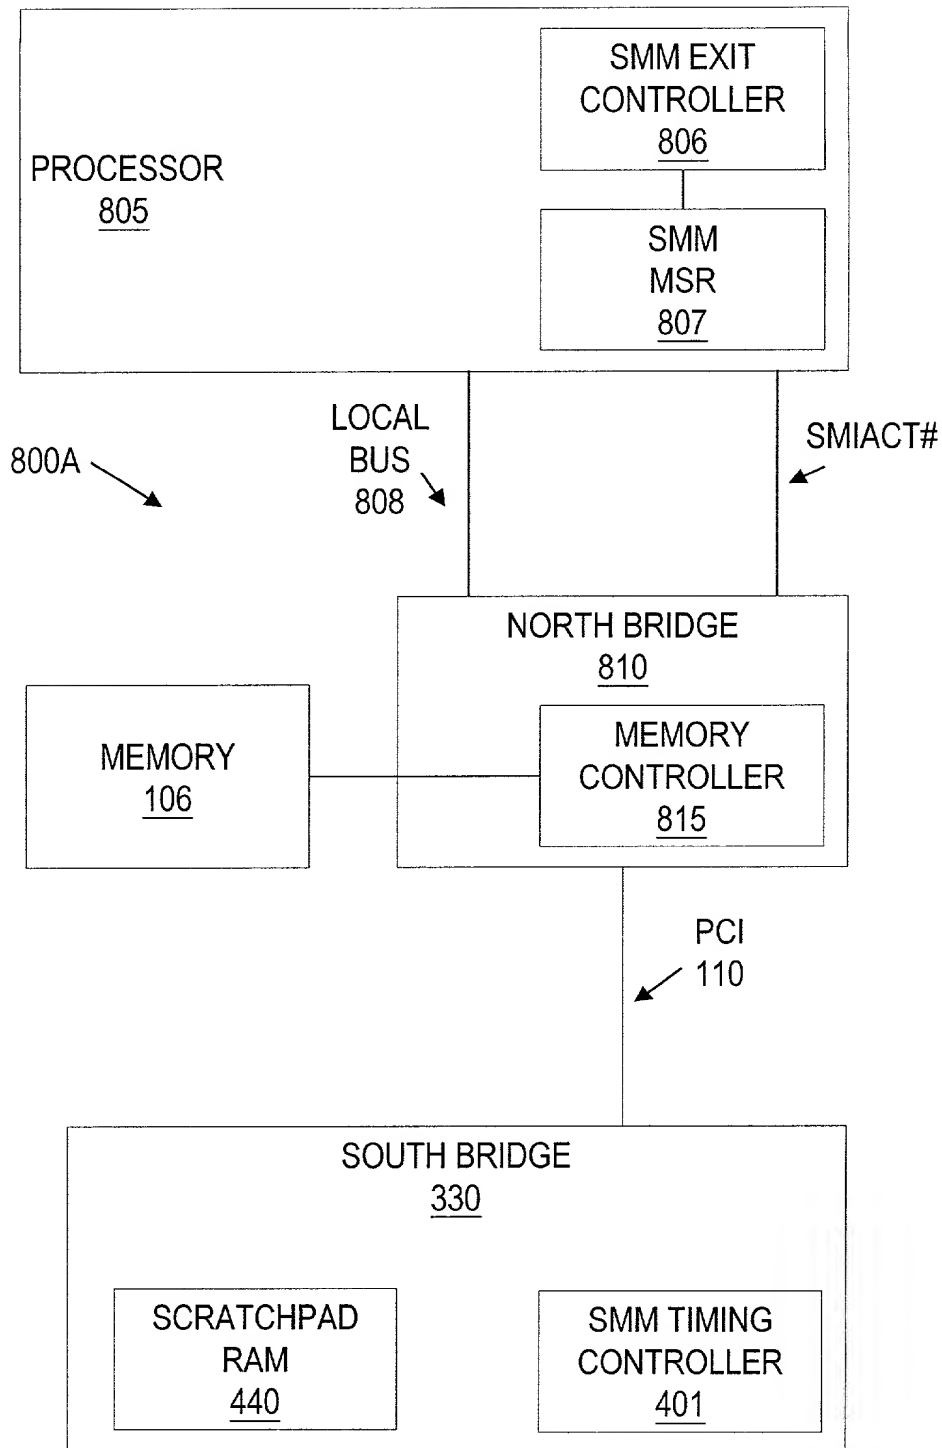 SMM EXIT
CONTROLLER
806
PROCESSOR
805
SMM
MSR
807
LOCAL
BUS
808
SMIACT#
800A
NORTH BRIDGE
810
MEMORY
CONTROLLER
815
MEMORY
106
PCI
110
SOUTH BRIDGE
330
SCRATCHPAD
RAM
440
SMM TIMING
CONTROLLER
401